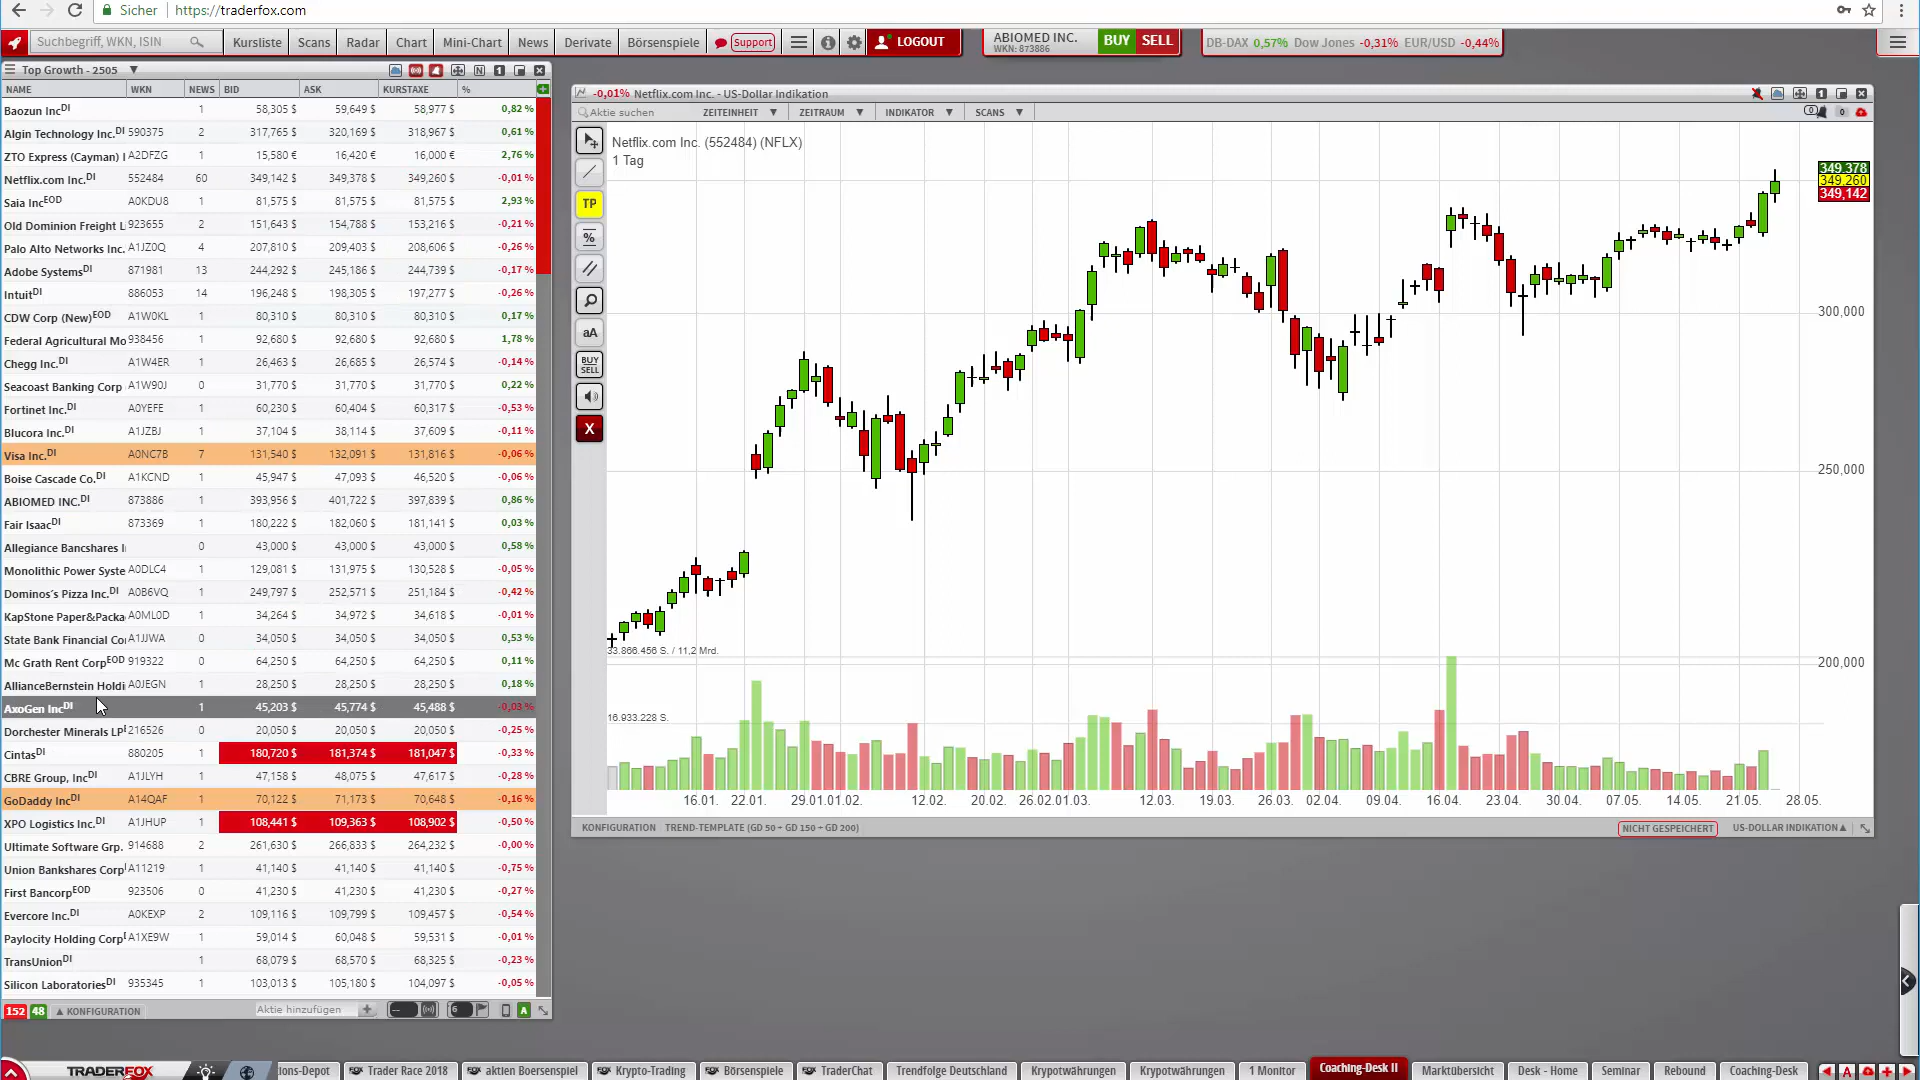 Sicher https://traderfox.com
Suchbegriff, WKN, ISIN Kursliste Scans Radar Chart Mini-Chart News Derivate Börsenspiele Support LOGOUT ABIOMED INC. WKN: 873886 BUY SELL DB-DAX 0,57% Dow Jones -0,31% EUR/USD -0,44%
Top Growth - 2505 N 1
NAME WKN NEWS BID ASK KURSTAXE %
Baozun Inc DI 1 58,305 $ 59,649 $ 58,977 $ 0,82 %
Algin Technology Inc. DI 590375 2 317,765 $ 320,169 $ 318,967 $ 0,61 %
ZTO Express (Cayman) I A2DFZG 1 15,580 € 16,420 € 16,000 € 2,76 %
Netflix.com Inc. DI 552484 60 349,142 $ 349,378 $ 349,260 $ -0,01 %
Saia Inc EOD A0KDU8 1 81,575 $ 81,575 $ 81,575 $ 2,93 %
Old Dominion Freight L 923655 2 151,643 $ 154,788 $ 153,216 $ -0,21 %
Palo Alto Networks Inc. A1JZ0Q 4 207,810 $ 209,403 $ 208,606 $ -0,26 %
Adobe Systems DI 871981 13 244,292 $ 245,186 $ 244,739 $ -0,17 %
Intuit DI 886053 14 196,248 $ 198,305 $ 197,277 $ -0,26 %
CDW Corp (New) EOD A1W0KL 1 80,310 $ 80,310 $ 80,310 $ 0,17 %
Federal Agricultural Mo 938456 1 92,680 $ 92,680 $ 92,680 $ 1,78 %
Chegg Inc. DI A1W4ER 1 26,463 $ 26,685 $ 26,574 $ -0,14 %
Seacoast Banking Corp A1W90J 0 31,770 $ 31,770 $ 31,770 $ 0,22 %
Fortinet Inc. DI A0YEFE 1 60,230 $ 60,404 $ 60,317 $ -0,53 %
Blucora Inc. DI A1JZBJ 1 37,104 $ 38,114 $ 37,609 $ -0,11 %
Visa Inc. DI A0NC7B 7 131,540 $ 132,091 $ 131,816 $ -0,06 %
Boise Cascade Co. DI A1KCND 1 45,947 $ 47,093 $ 46,520 $ -0,06 %
ABIOMED INC. DI 873886 1 393,956 $ 401,722 $ 397,839 $ 0,86 %
Fair Isaac DI 873369 1 180,222 $ 182,060 $ 181,141 $ 0,03 %
Allegiance Bancshares I 0 43,000 $ 43,000 $ 43,000 $ 0,58 %
Monolithic Power Syste A0DLC4 1 129,081 $ 131,975 $ 130,528 $ -0,05 %
Dominos´s Pizza Inc. DI A0B6VQ 1 249,797 $ 252,571 $ 251,184 $ -0,42 %
KapStone Paper&Packa A0ML0D 1 34,264 $ 34,972 $ 34,618 $ -0,01 %
State Bank Financial Co A1JJWA 0 34,050 $ 34,050 $ 34,050 $ 0,53 %
Mc Grath Rent Corp EOD 919322 0 64,250 $ 64,250 $ 64,250 $ 0,11 %
AllianceBernstein Holdi A0JEGN 1 28,250 $ 28,250 $ 28,250 $ 0,18 %
AxoGen Inc DI 1 45,203 $ 45,774 $ 45,488 $ -0,03 %
Dorchester Minerals LP 216526 0 20,050 $ 20,050 $ 20,050 $ -0,25 %
Cintas DI 880205 1 180,720 $ 181,374 $ 181,047 $ -0,33 %
CBRE Group, Inc DI A1JLYH 1 47,158 $ 48,075 $ 47,617 $ -0,28 %
GoDaddy Inc DI A14QAF 1 70,122 $ 71,173 $ 70,648 $ -0,16 %
XPO Logistics Inc. DI A1JHUP 1 108,441 $ 109,363 $ 108,902 $ -0,50 %
Ultimate Software Grp. 914688 2 261,630 $ 266,833 $ 264,232 $ -0,00 %
Union Bankshares Corp A11219 1 41,140 $ 41,140 $ 41,140 $ -0,75 %
First Bancorp EOD 923506 0 41,230 $ 41,230 $ 41,230 $ -0,27 %
Evercore Inc. DI A0KEXP 2 109,116 $ 109,799 $ 109,457 $ -0,54 %
Paylocity Holding Corp A1XE9W 1 59,014 $ 60,048 $ 59,531 $ -0,01 %
TransUnion DI 1 68,079 $ 68,570 $ 68,325 $ -0,23 %
Silicon Laboratories DI 935345 1 103,013 $ 105,180 $ 104,097 $ -0,05 %
152 48 KONFIGURATION Aktie hinzufügen -- 6 A
-0,01% Netflix.com Inc. - US-Dollar Indikation 1
Aktie suchen ZEITEINHEIT ZEITRAUM INDIKATOR SCANS 0 0
Netflix.com Inc. (552484) (NFLX)
1 Tag
TP
%
aA
BUY SELL
X
349,378
349,260
349,142
300,000
250,000
200,000
33.866.456 S. / 11,2 Mrd.
16.933.228 S.
16.01. 22.01. 29.01. 01.02. 12.02. 20.02. 26.02. 01.03. 12.03. 19.03. 26.03. 02.04. 09.04. 16.04. 23.04. 30.04. 07.05. 14.05. 21.05. 28.05.
KONFIGURATION TREND-TEMPLATE (GD 50 - GD 150 - GD 200) NICHT GESPEICHERT US-DOLLAR INDIKATION
TRADERFOX ions-Depot Trader Race 2018 aktien Boersenspiel Krypto-Trading Börsenspiele TraderChat Trendfolge Deutschland Krypotwährungen Krypotwährungen 1 Monitor Coaching-Desk II Marktübersicht Desk - Home Seminar Rebound Coaching-Desk A